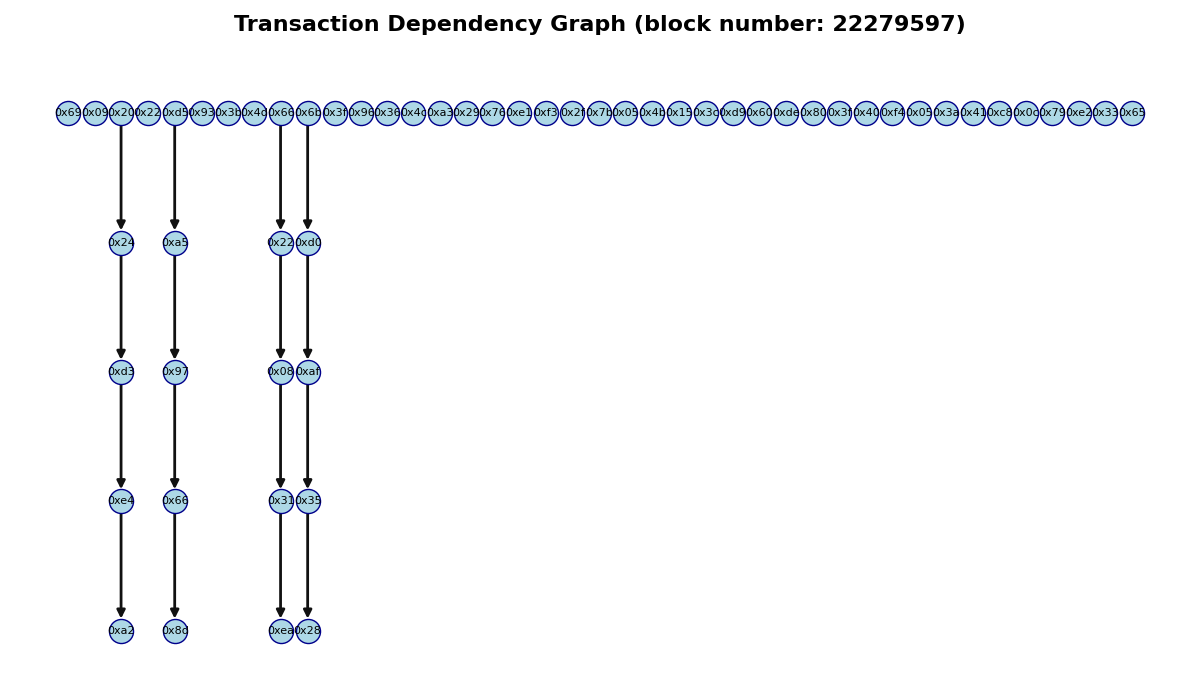 Transaction Dependency Graph (block number: 22279597)
0x69 0x09 0x20 0x22 0xd5 0x93 0x3b 0x4d 0x66 0x6b 0x3f 0x96 0x36 0x4c 0xa3 0x29 0x76 0xe1 0xf3 0x2f 0x7b 0x05 0x4b 0x15 0x3c 0xd9 0x60 0xde 0x80 0x3f 0x40 0xf4 0x05 0x3a 0x41 0xc8 0x0c 0x79 0xe2 0x33 0x65
0x24 0xa5 0x22 0xd0
0xd3 0x97 0x08 0xaf
0xe4 0x66 0x31 0x35
0xa2 0x8d 0xea 0x28